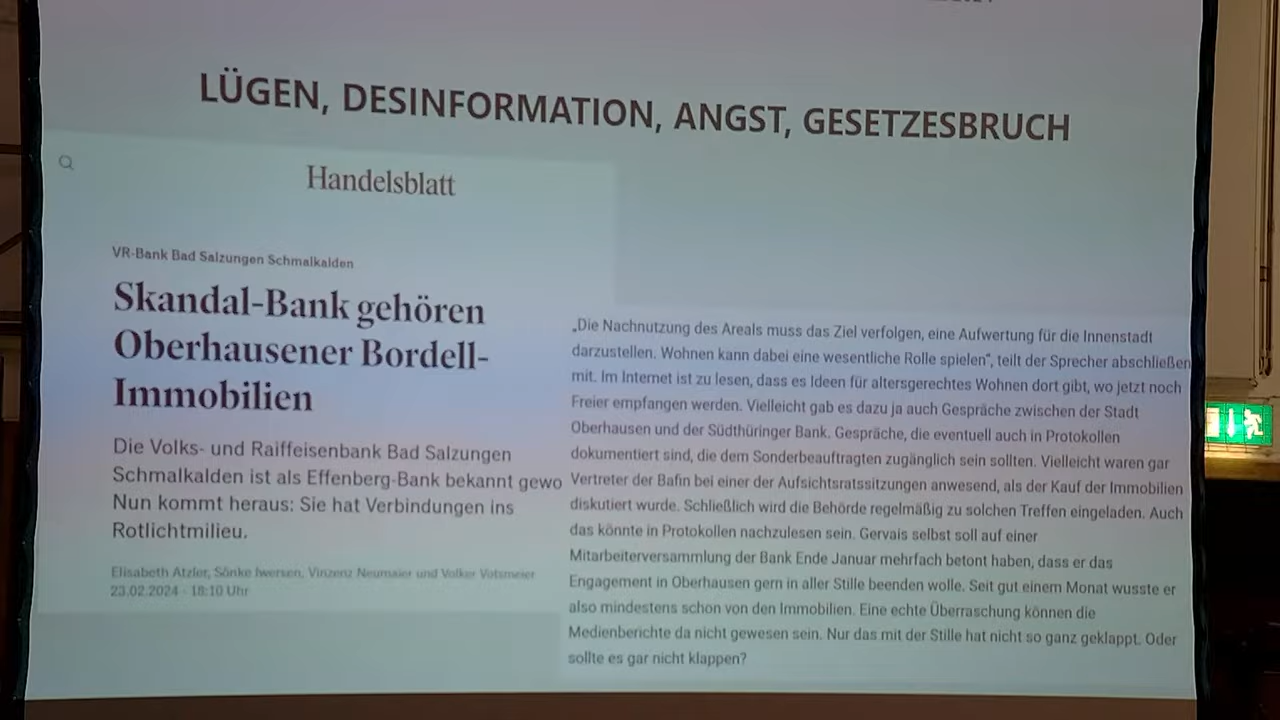 LÜGEN, DESINFORMATION, ANGST, GESETZESBRUCH
Handelsblatt
VR-Bank Bad Salzungen Schmalkalden
Skandal-Bank gehören
Oberhausener Bordell-
Immobilien
Die Volks- und Raiffeisenbank Bad Salzungen
Schmalkalden ist als Effenberg-Bank bekannt gewo
Nun kommt heraus: Sie hat Verbindungen ins
Rotlichtmilieu.
Elisabeth Atzler, Sönke Iwersen, Vinzenz Neumaier und Volker Votsmeier
23.02.2024 - 18:10 Uhr
„Die Nachnutzung des Areals muss das Ziel verfolgen, eine Aufwertung für die Innenstadt
darzustellen. Wohnen kann dabei eine wesentliche Rolle spielen“, teilt der Sprecher abschließen
mit. Im Internet ist zu lesen, dass es Ideen für altersgerechtes Wohnen dort gibt, wo jetzt noch
Freier empfangen werden. Vielleicht gab es dazu ja auch Gespräche zwischen der Stadt
Oberhausen und der Südthüringer Bank. Gespräche, die eventuell auch in Protokollen
dokumentiert sind, die dem Sonderbeauftragten zugänglich sein sollten. Vielleicht waren gar
Vertreter der Bafin bei einer der Aufsichtsratssitzungen anwesend, als der Kauf der Immobilien
diskutiert wurde. Schließlich wird die Behörde regelmäßig zu solchen Treffen eingeladen. Auch
das könnte in Protokollen nachzulesen sein. Gervais selbst soll auf einer
Mitarbeiterversammlung der Bank Ende Januar mehrfach betont haben, dass er das
Engagement in Oberhausen gern in aller Stille beenden wolle. Seit gut einem Monat wusste er
also mindestens schon von den Immobilien. Eine echte Überraschung können die
Medienberichte da nicht gewesen sein. Nur das mit der Stille hat nicht so ganz geklappt. Oder
sollte es gar nicht klappen?